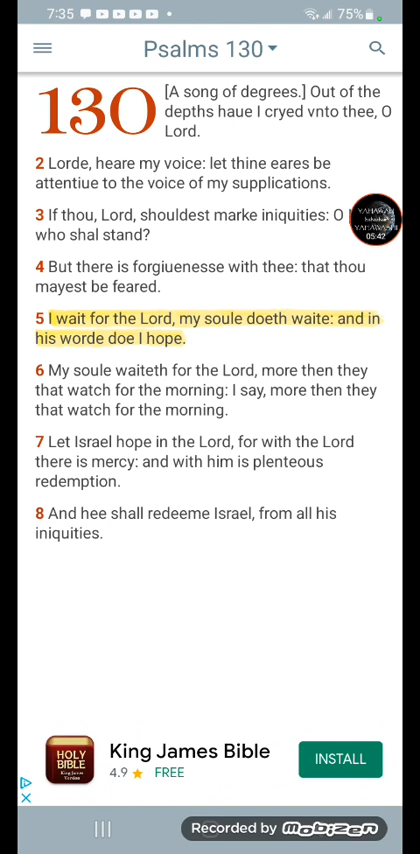 7:35
75%
Psalms 130
130 [A song of degrees.] Out of the
depths haue I cryed vnto thee, O
Lord.
2 Lorde, heare my voice: let thine eares be
attentiue to the voice of my supplications.
3 If thou, Lord, shouldest marke iniquities: O
who shal stand?
YAHAWAH
YAHAWASHI
05:42
4 But there is forgiuenesse with thee: that thou
mayest be feared.
5 I wait for the Lord, my soule doeth waite: and in
his worde doe I hope.
6 My soule waiteth for the Lord, more then they
that watch for the morning: I say, more then they
that watch for the morning.
7 Let Israel hope in the Lord, for with the Lord
there is mercy: and with him is plenteous
redemption.
8 And hee shall redeeme Israel, from all his
iniquities.
HOLY
BIBLE
King James
Version
King James Bible
4.9 ★ FREE
INSTALL
Recorded by mobizen